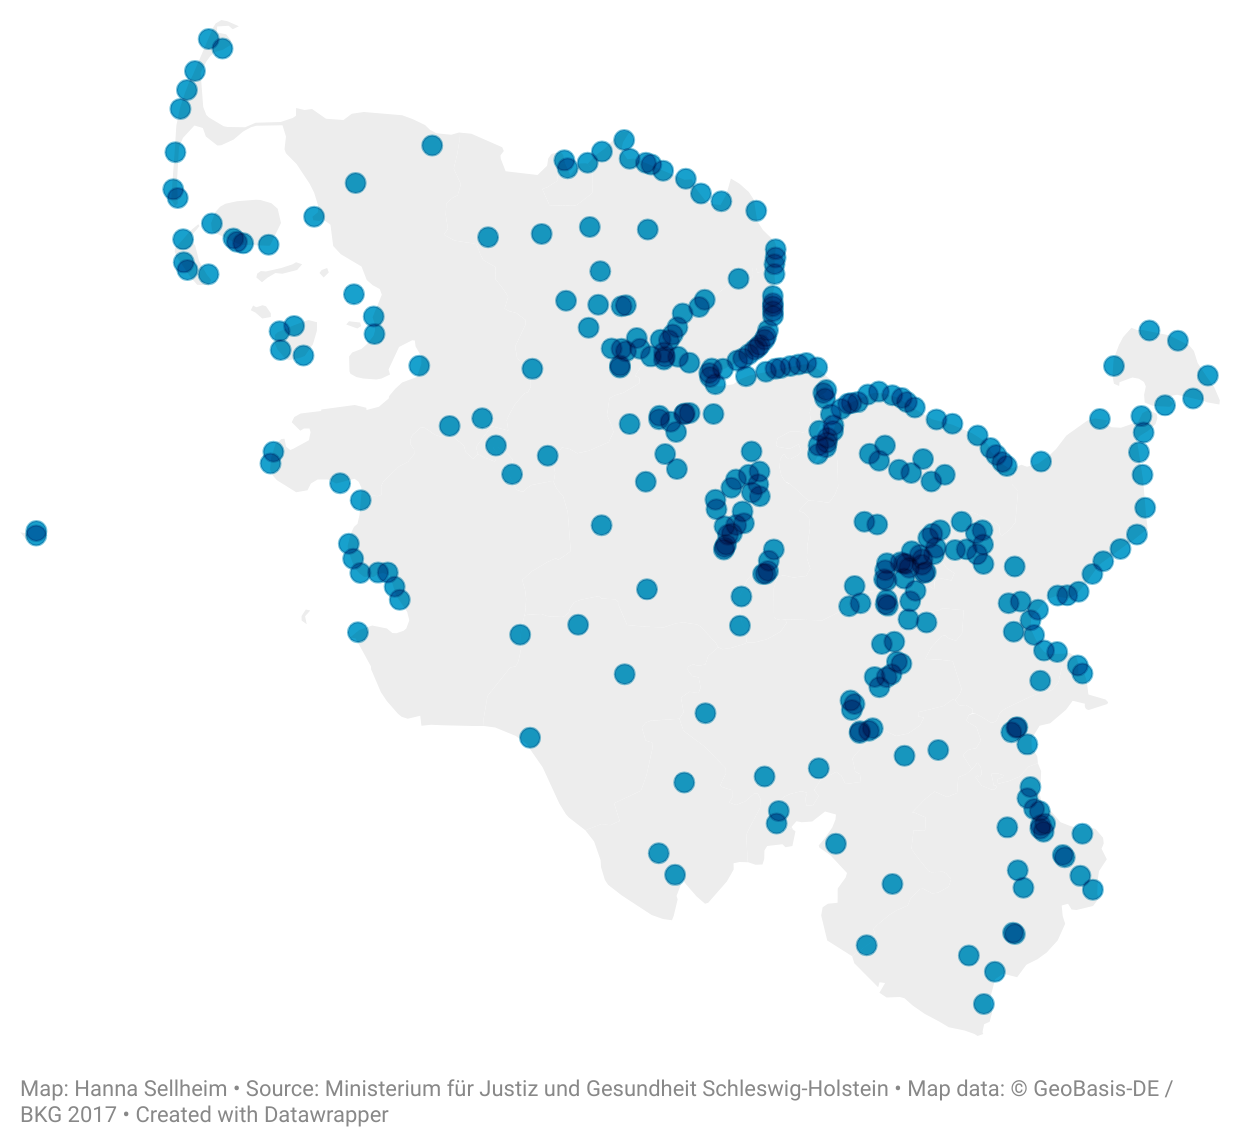 Map: Hanna Sellheim • Source: Ministerium für Justiz und Gesundheit Schleswig-Holstein • Map data: © GeoBasis-DE /
BKG 2017 • Created with Datawrapper